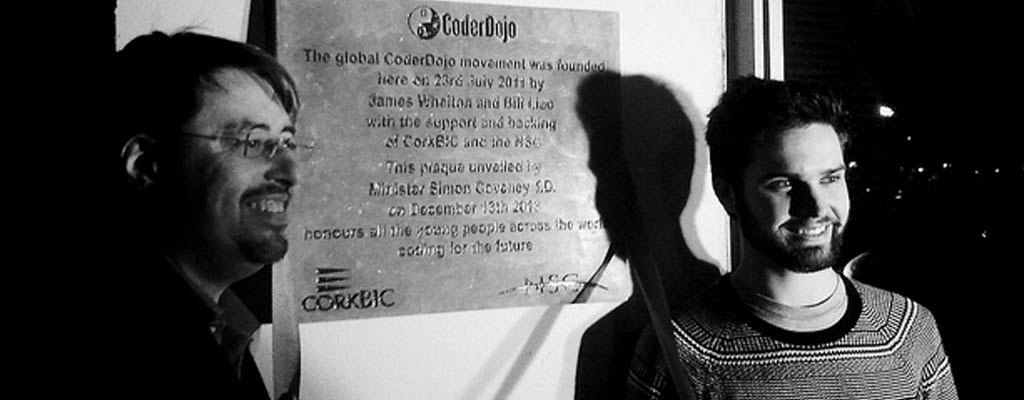 CoderDojo
The global CoderDojo movement was founded
here on 23rd July 2011 by
James Whelton and Bill Liao
with the support and backing
of CorkBIC and the NSC
This plaque unveiled by
Minister Simon Coveney T.D.
on December 13th 2013
honours all the young people across the world
coding for the future
CORKBIC
NSC